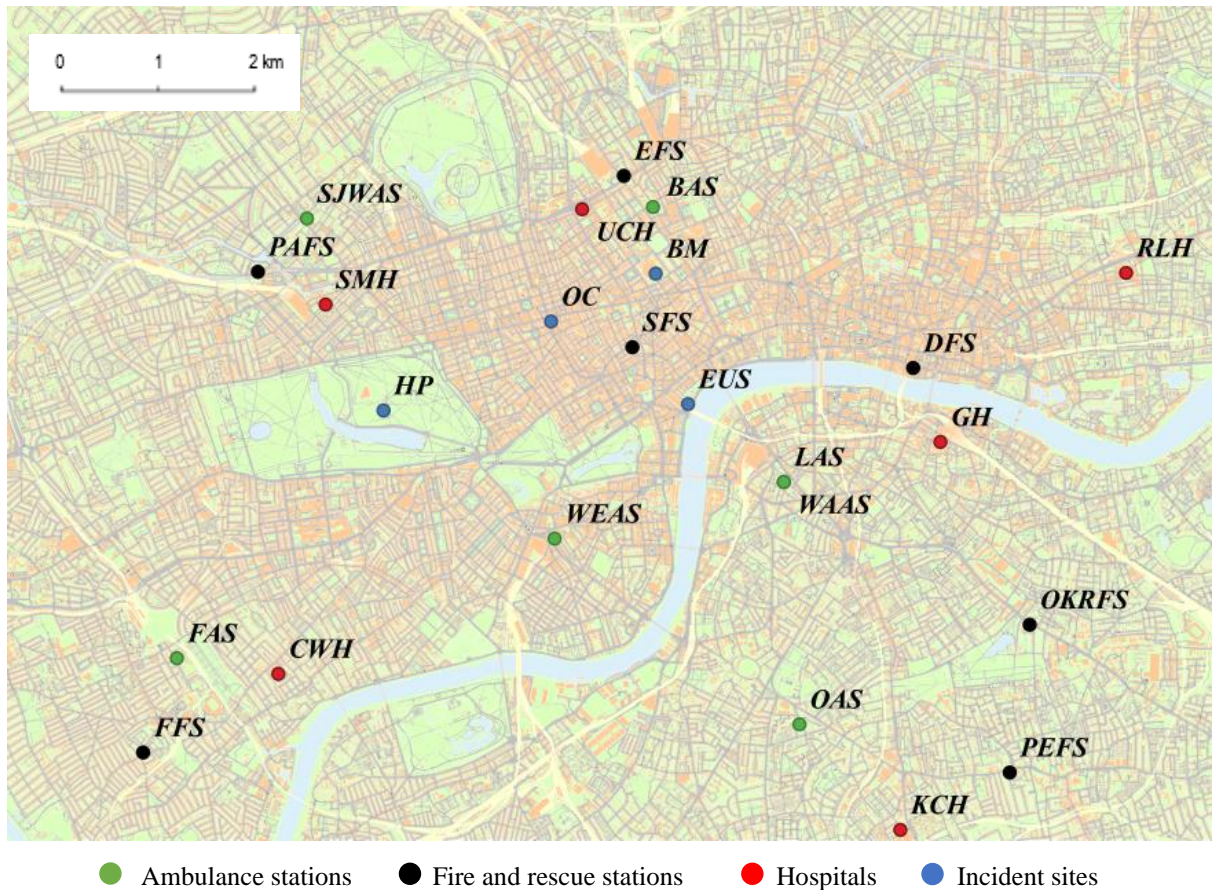 0 1 2 km
EFS
SJWAS
BAS
UCH
PAFS
BM
RLH
SMH
OC
SFS
DFS
HP
EUS
GH
LAS
WAAS
WEAS
OKRFS
FAS
CWH
OAS
FFS
PEFS
KCH
Ambulance stations Fire and rescue stations Hospitals Incident sites